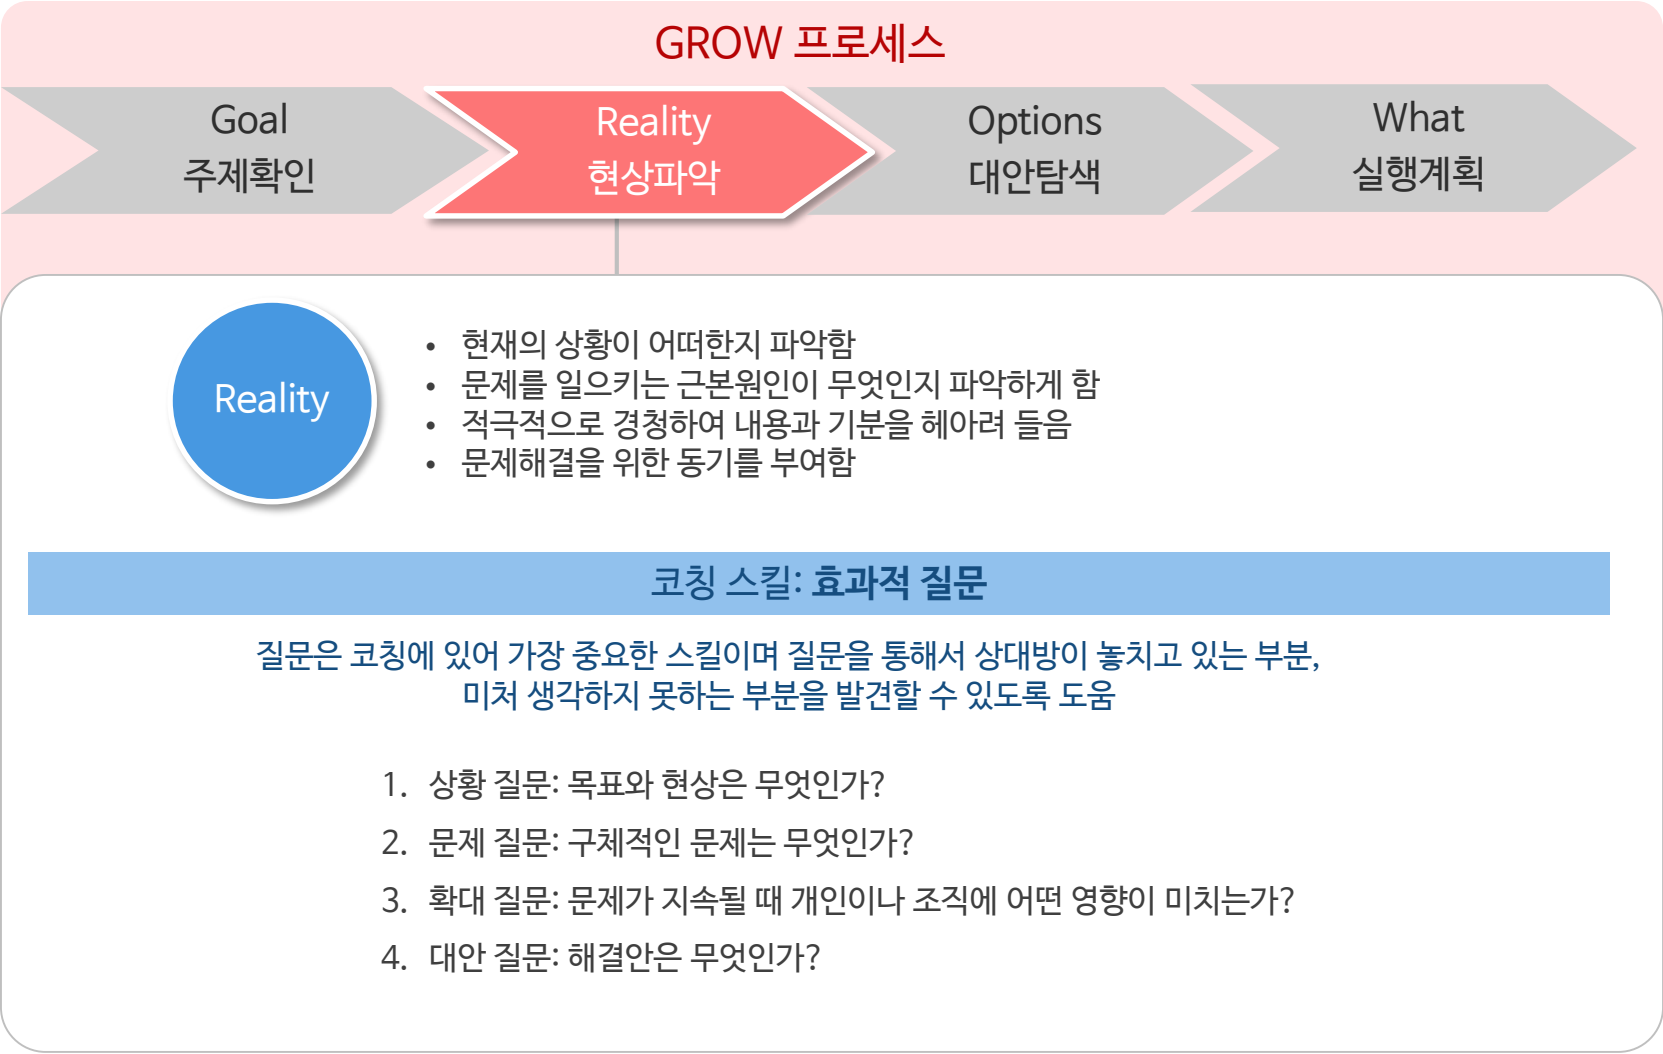 GROW 프로세스
Goal
주제확인
Reality
현상파악
Options
대안탐색
What
실행계획
Reality
• 현재의 상황이 어떠한지 파악함
• 문제를 일으키는 근본원인이 무엇인지 파악하게 함
• 적극적으로 경청하여 내용과 기분을 헤아려 들음
• 문제해결을 위한 동기를 부여함
코칭 스킬: 효과적 질문
질문은 코칭에 있어 가장 중요한 스킬이며 질문을 통해서 상대방이 놓치고 있는 부분,
미처 생각하지 못하는 부분을 발견할 수 있도록 도움
1. 상황 질문: 목표와 현상은 무엇인가?
2. 문제 질문: 구체적인 문제는 무엇인가?
3. 확대 질문: 문제가 지속될 때 개인이나 조직에 어떤 영향이 미치는가?
4. 대안 질문: 해결안은 무엇인가?